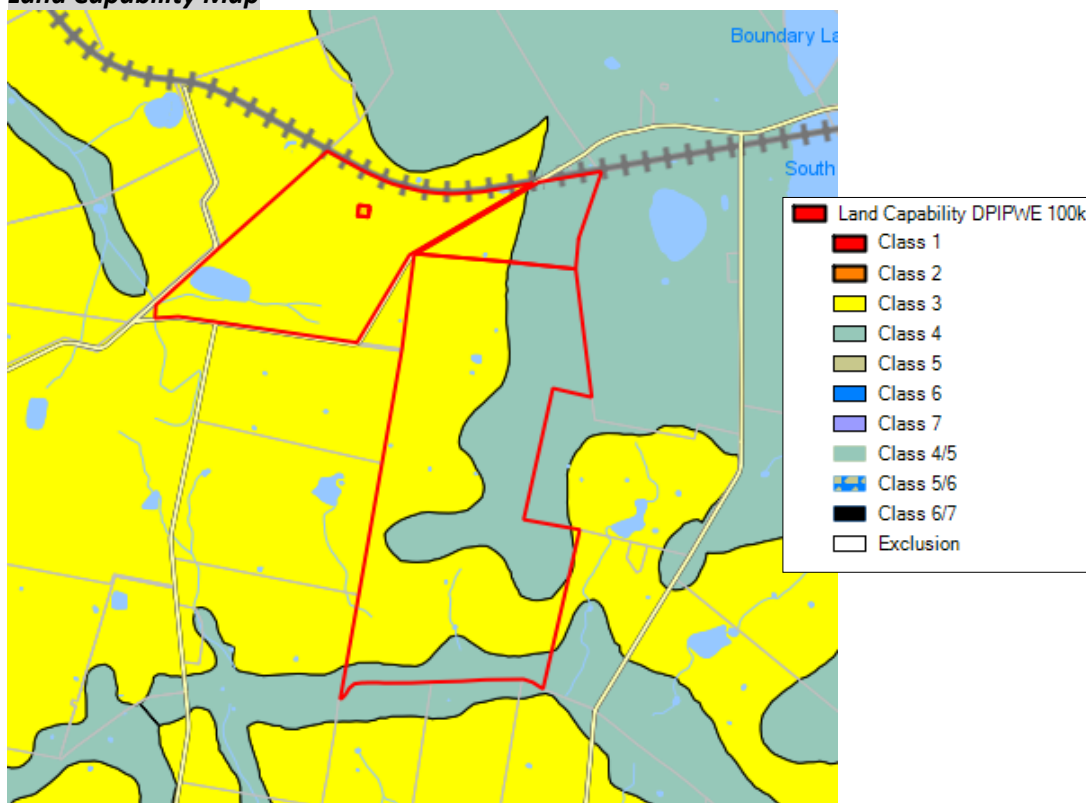 Land Capability Map
Boundary La
South
Land Capability DPIPWE 100k
Class 1
Class 2
Class 3
Class 4
Class 5
Class 6
Class 7
Class 4/5
Class 5/6
Class 6/7
Exclusion